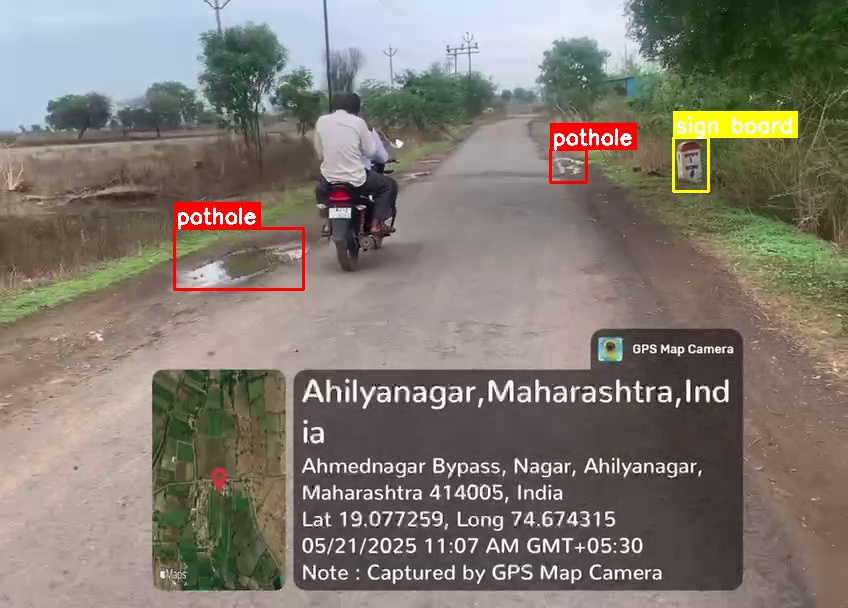 sign board
pothole
pothole
GPS Map Camera
Ahilyanagar,Maharashtra,Ind
ia
Ahmednagar Bypass, Nagar, Ahilyanagar,
Maharashtra 414005, India
Lat 19.077259, Long 74.674315
05/21/2025 11:07 AM GMT+05:30
Note : Captured by GPS Map Camera
Maps